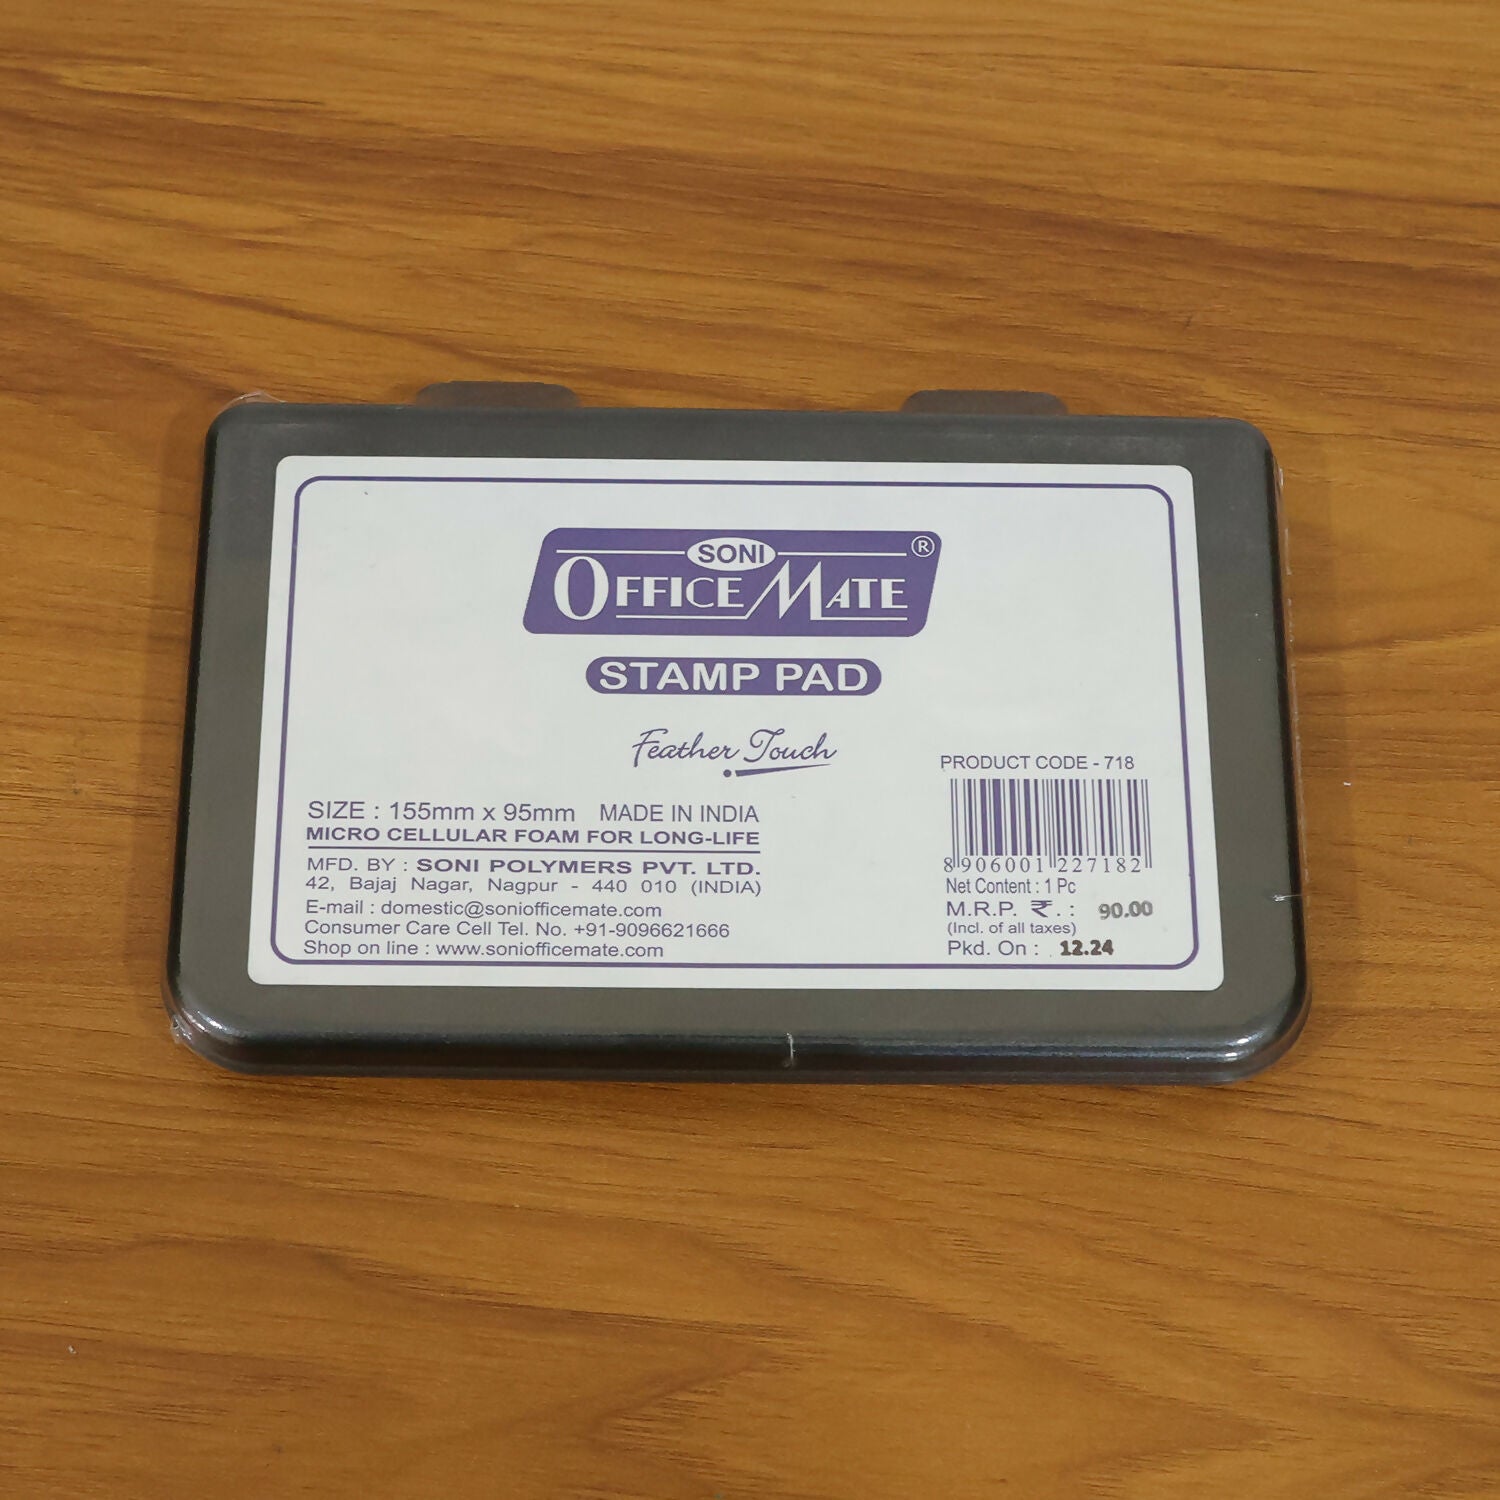 SONI
OFFICE MATE ®
STAMP PAD
Feather Touch
PRODUCT CODE - 718
8 906001 227182
Net Content : 1 Pc
M.R.P. ₹. : 90.00
(Incl. of all taxes)
Pkd. On : 12.24
SIZE : 155mm x 95mm MADE IN INDIA
MICRO CELLULAR FOAM FOR LONG-LIFE
MFD. BY : SONI POLYMERS PVT. LTD.
42, Bajaj Nagar, Nagpur - 440 010 (INDIA)
E-mail : domestic@soniofficemate.com
Consumer Care Cell Tel. No. +91-9096621666
Shop on line : www.soniofficemate.com